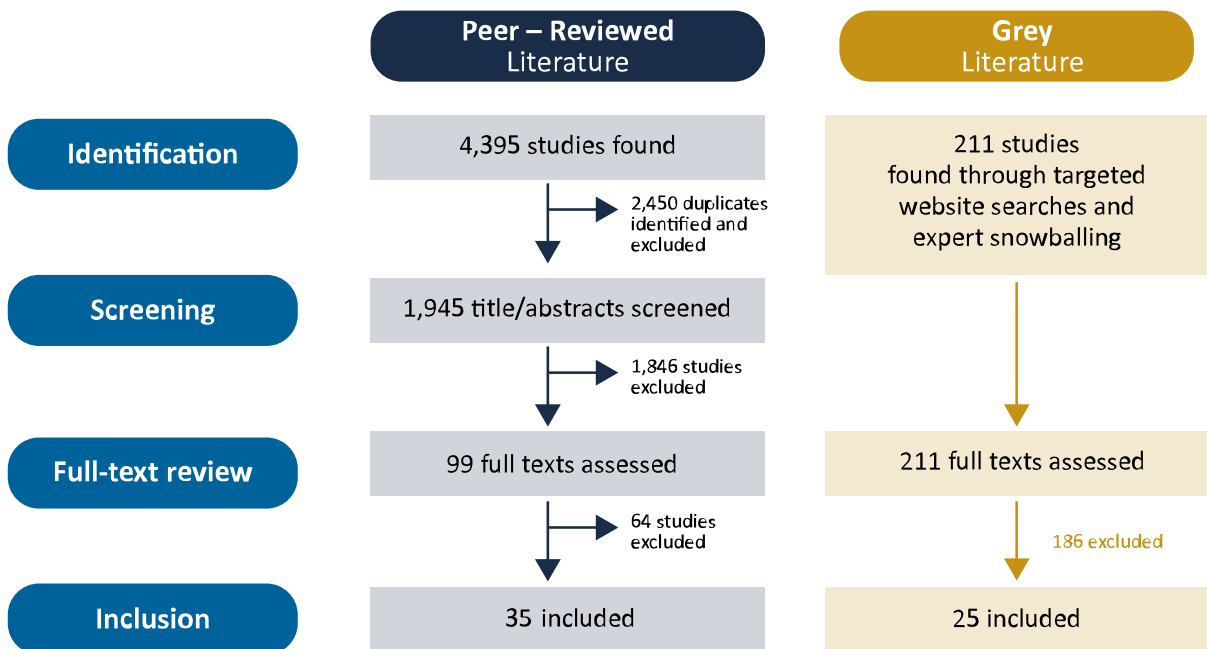 Peer – Reviewed
Literature
Grey
Literature
Identification
4,395 studies found
211 studies
found through targeted
website searches and
expert snowballing
2,450 duplicates
identified and
excluded
Screening
1,945 title/abstracts screened
1,846 studies
excluded
Full-text review
99 full texts assessed
211 full texts assessed
64 studies
excluded
186 excluded
Inclusion
35 included
25 included